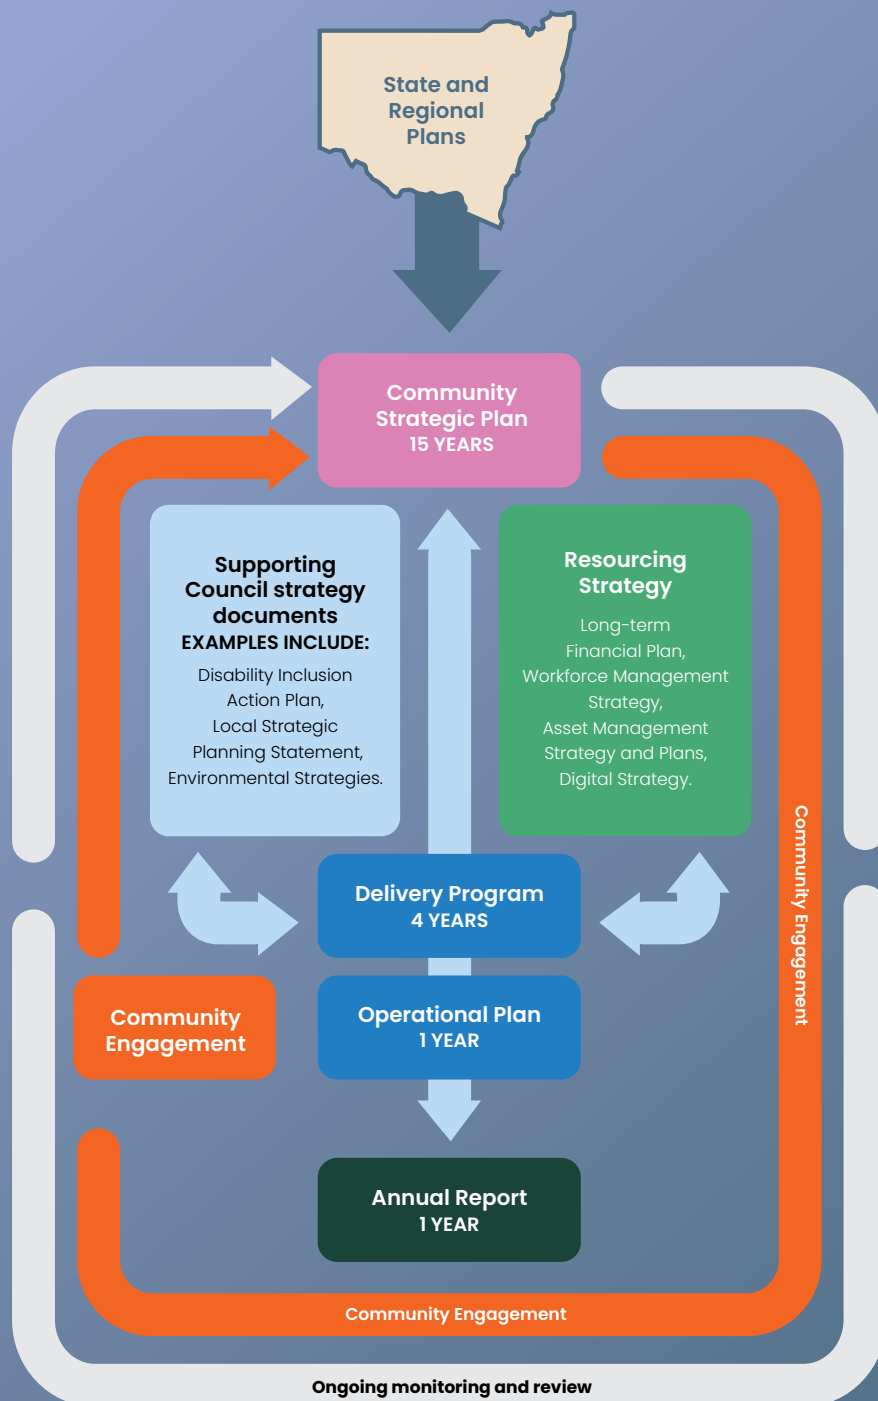 State and
Regional
Plans
Community
Strategic Plan
15 YEARS
Supporting
Council strategy
documents
EXAMPLES INCLUDE:
Disability Inclusion
Action Plan,
Local Strategic
Planning Statement,
Environmental Strategies.
Resourcing
Strategy
Long-term
Financial Plan,
Workforce Management
Strategy,
Asset Management
Strategy and Plans,
Digital Strategy.
Community Engagement
Delivery Program
4 YEARS
Community
Engagement
Operational Plan
1 YEAR
Annual Report
1 YEAR
Community Engagement
Ongoing monitoring and review